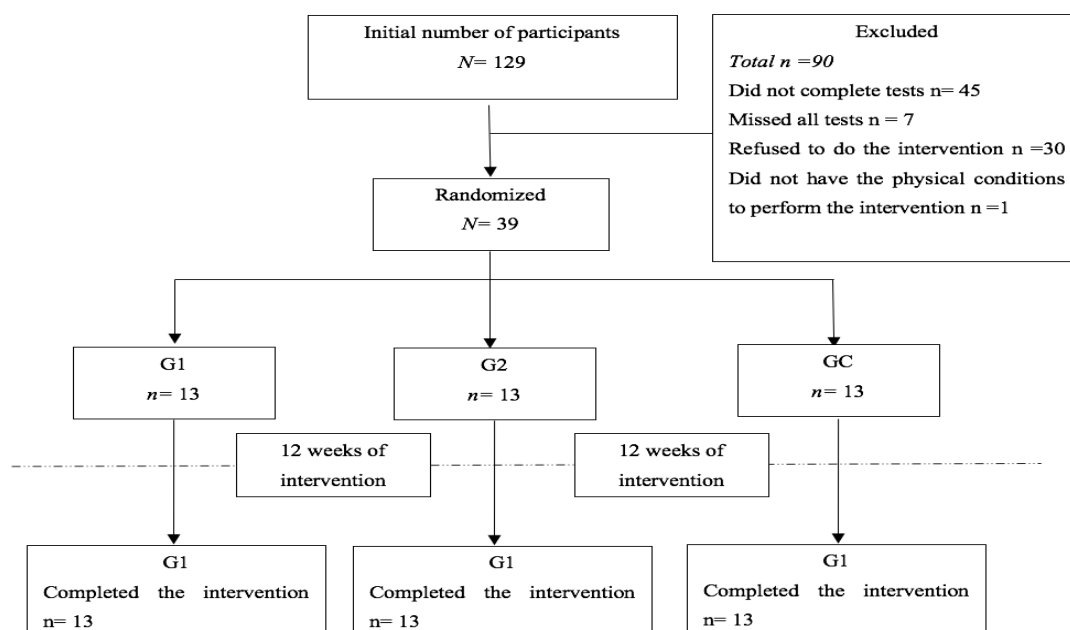 Initial number of participants
N= 129
Excluded
Total n =90
Did not complete tests n= 45
Missed all tests n = 7
Refused to do the intervention n =30
Did not have the physical conditions
to perform the intervention n =1
Randomized
N= 39
G1
n= 13
G2
n= 13
GC
n= 13
12 weeks of
intervention
12 weeks of
intervention
G1
Completed the intervention
n= 13
G1
Completed the intervention
n= 13
G1
Completed the intervention
n= 13